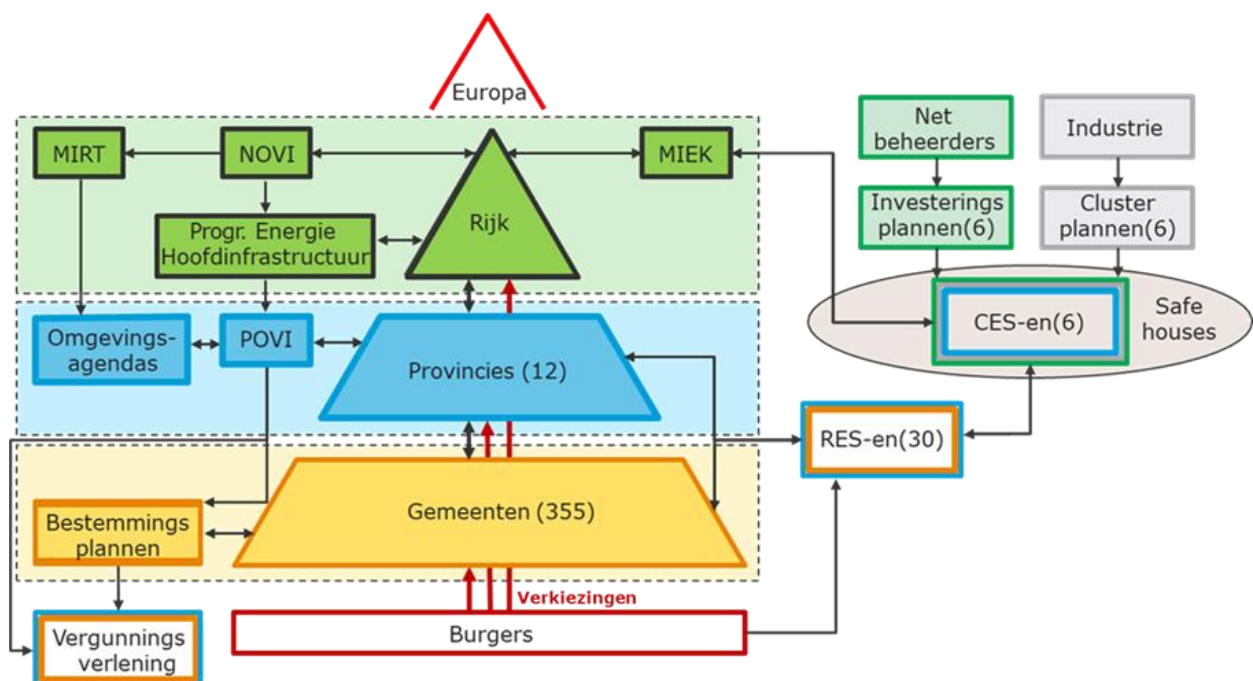 Europa
MIRT
NOVI
MIEK
Net
beheerders
Industrie
Progr. Energie
Hoofdinfrastructuur
Rijk
Investerings
plannen(6)
Cluster
plannen(6)
Omgevings-
agendas
POVI
Provincies (12)
CES-en(6)
Safe
houses
RES-en(30)
Bestemmings
plannen
Gemeenten (355)
Verkiezingen
Vergunnings
verlening
Burgers